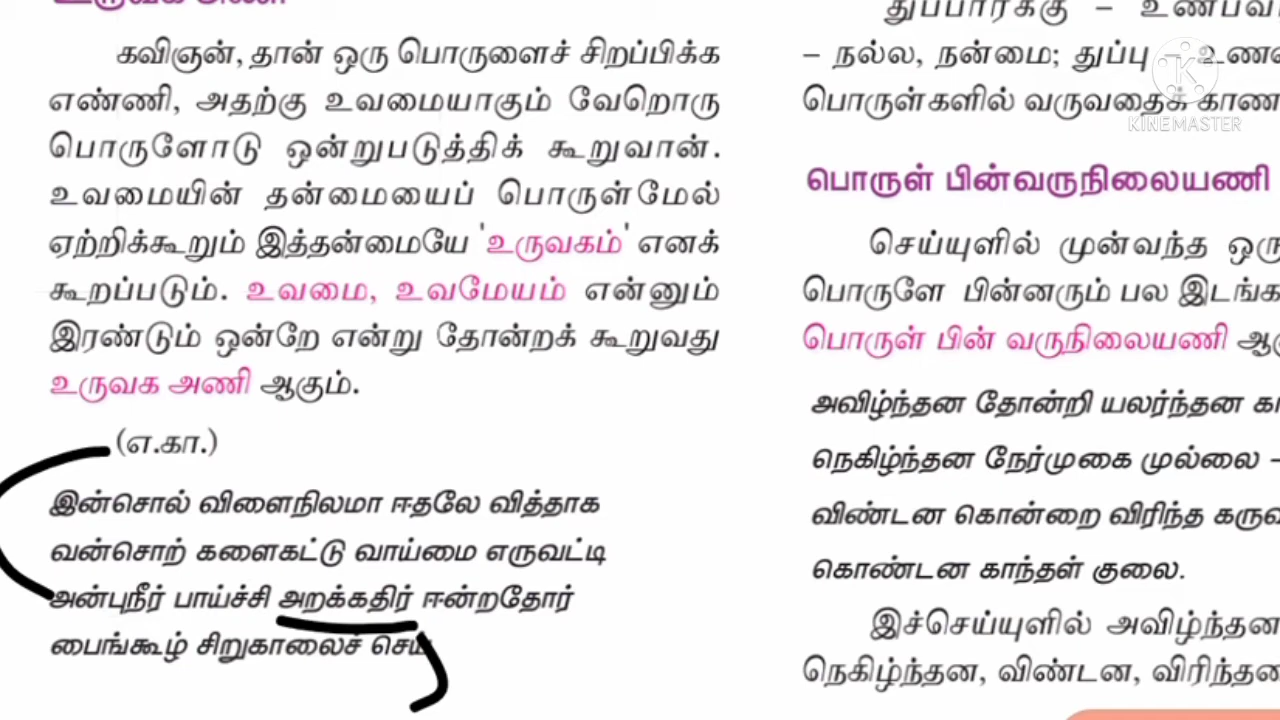 உருவக அணி
கவிஞன், தான் ஒரு பொருளைச் சிறப்பிக்க
எண்ணி, அதற்கு உவமையாகும் வேறொரு
பொருளோடு ஒன்றுபடுத்திக் கூறுவான்.
உவமையின் தன்மையைப் பொருள்மேல்
ஏற்றிக்கூறும் இத்தன்மையே 'உருவகம்' எனக்
கூறப்படும். உவமை, உவமேயம் என்னும்
இரண்டும் ஒன்றே என்று தோன்றக் கூறுவது
உருவக அணி ஆகும்.
(எ.கா.)
இன்சொல் விளைநிலமா ஈதலே வித்தாக
வன்சொற் களைகட்டு வாய்மை எருவட்டி
அன்புநீர் பாய்ச்சி அறக்கதிர் ஈன்றதோர்
பைங்கூழ் சிறுகாலைச் செய்
துப்பார்க்கு –
– நல்ல, நன்மை; துப்பு –
பொருள்களில் வருவதைக்
KINEMASTER
பொருள் பின்வருநிலையணி
செய்யுளில் முன்வந்த
பொருளே பின்னரும் பல
பொருள் பின் வருநிலையணி
அவிழ்ந்தன தோன்றி யலர்ந்தன
நெகிழ்ந்தன நேர்முகை முல்லை –
விண்டன கொன்றை விரிந்த
கொண்டன காந்தள் குலை.
இச்செய்யுளில் அவிழ்ந்தன
நெகிழ்ந்தன, விண்டன, விரிந்தன